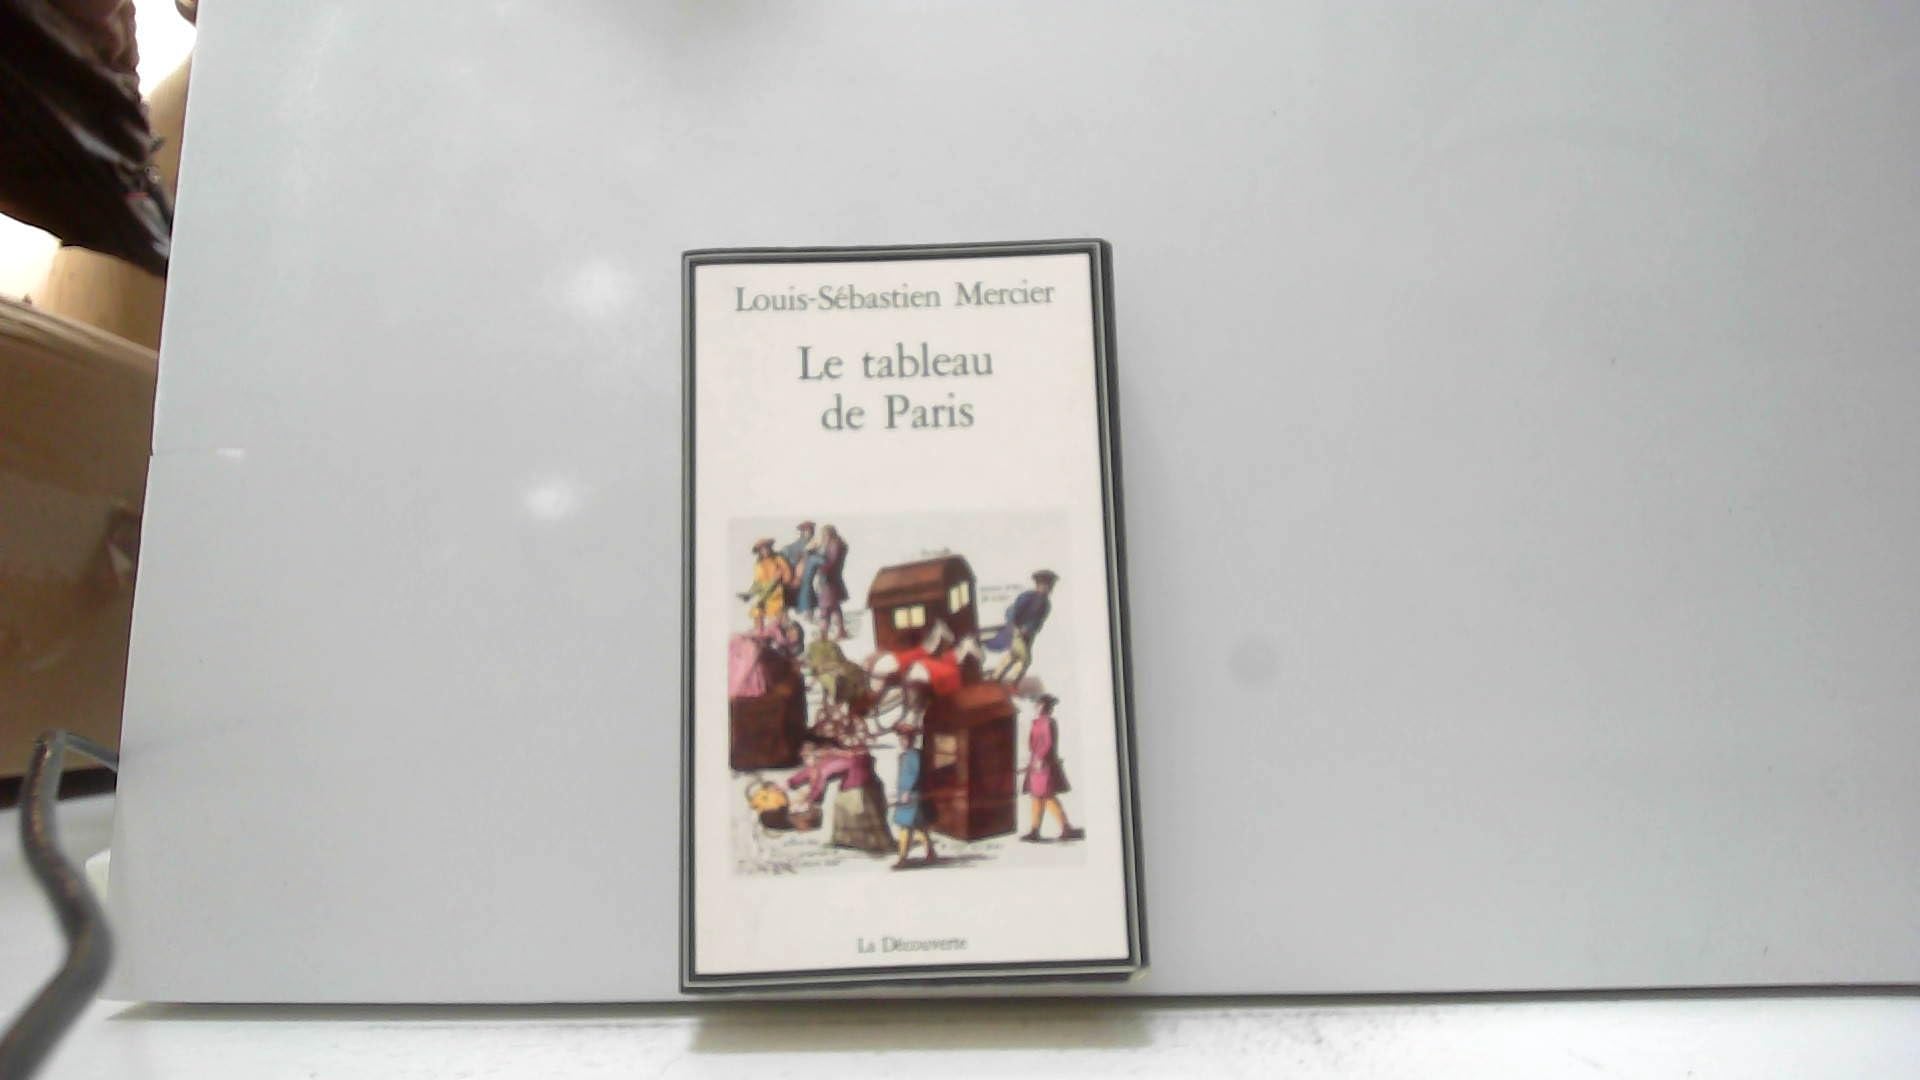 Louis-Sébastien Mercier
Le tableau
de Paris
La Découverte